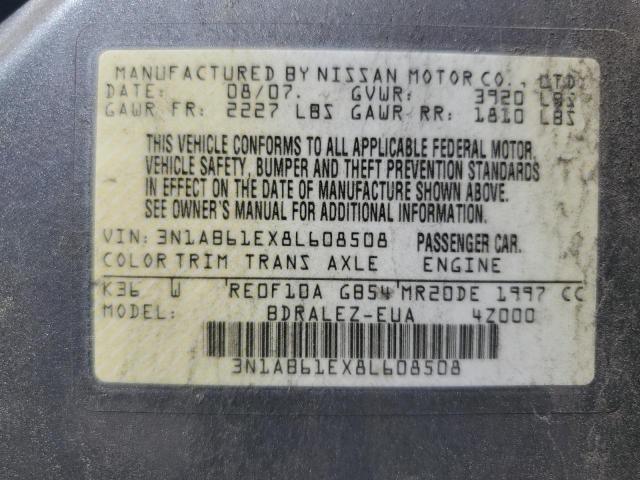 MANUFACTURED BY NISSAN MOTOR CO., LTD.
DATE: 08/07. GVWR: 3920 LBS
GAWR FR: 2227 LBS GAWR RR: 1810 LBS
THIS VEHICLE CONFORMS TO ALL APPLICABLE FEDERAL MOTOR
VEHICLE SAFETY, BUMPER AND THEFT PREVENTION STANDARDS
IN EFFECT ON THE DATE OF MANUFACTURE SHOWN ABOVE.
SEE OWNER'S MANUAL FOR ADDITIONAL INFORMATION.
VIN: 3N1AB61EX8L608508 PASSENGER CAR.
COLOR TRIM TRANS AXLE ENGINE
K36 W RE0F10A GB54 MR20DE 1997 CC
MODEL: BDRALEZ-EUA 4Z000
3N1AB61EX8L608508